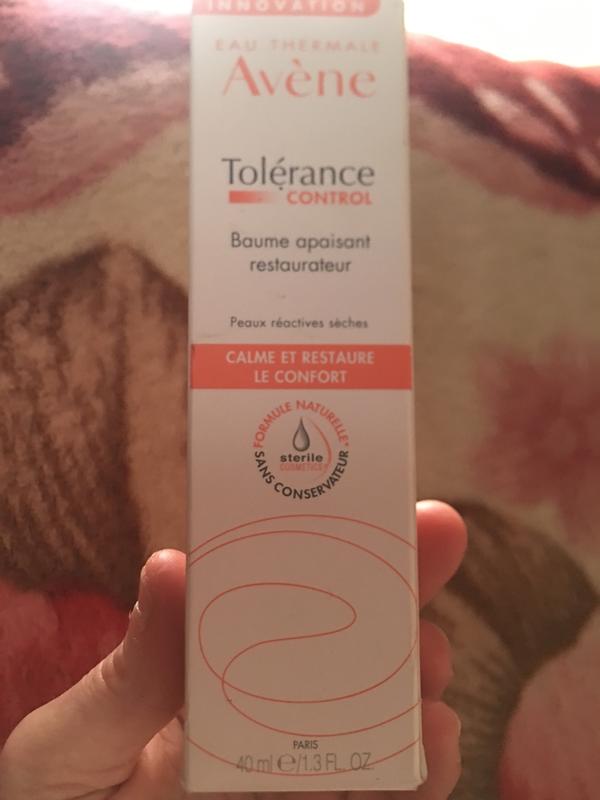 INNOVATION
EAU THERMALE
Avène
Tolérance
CONTROL
Baume apaisant
restaurateur
Peaux réactives sèches
CALME ET RESTAURE
LE CONFORT
FORMULE NATURELLE*
sterile
COSMETICS
SANS CONSERVATEUR
PARIS
40 ml e/1.3 FL. OZ.